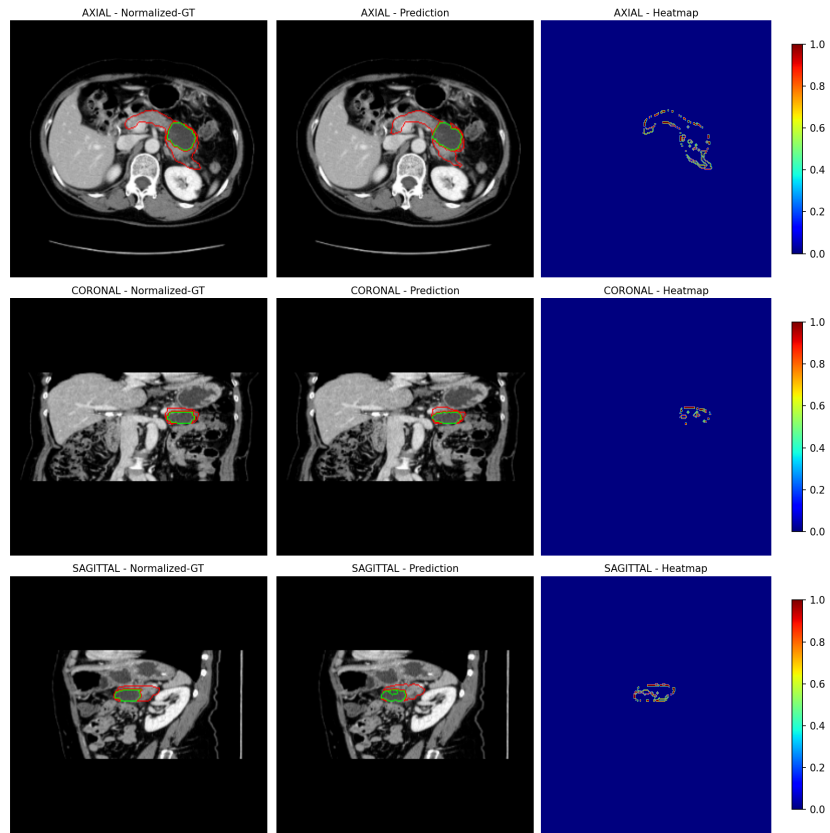 AXIAL - Normalized-GT
AXIAL - Prediction
AXIAL - Heatmap
1.0
0.8
0.6
0.4
0.2
0.0
CORONAL - Normalized-GT
CORONAL - Prediction
CORONAL - Heatmap
1.0
0.8
0.6
0.4
0.2
0.0
SAGITTAL - Normalized-GT
SAGITTAL - Prediction
SAGITTAL - Heatmap
1.0
0.8
0.6
0.4
0.2
0.0